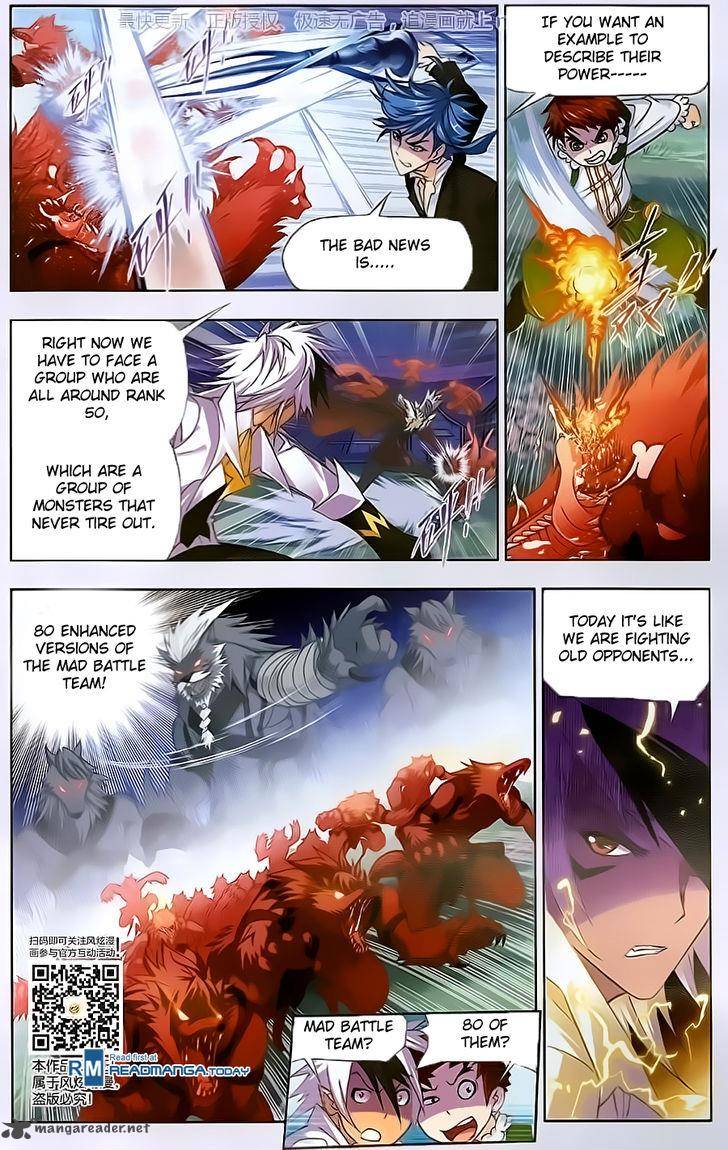 最快更新、正版授权、极速无广告，追漫画就上
THE BAD NEWS
IS.....
IF YOU WANT AN
EXAMPLE TO
DESCRIBE THEIR
POWER-----
RIGHT NOW WE
HAVE TO FACE A
GROUP WHO ARE
ALL AROUND RANK
50,
WHICH ARE A
GROUP OF
MONSTERS THAT
NEVER TIRE OUT.
80 ENHANCED
VERSIONS OF
THE MAD BATTLE
TEAM!
TODAY IT'S LIKE
WE ARE FIGHTING
OLD OPPONENTS...
MAD BATTLE
TEAM?
80 OF
THEM?
扫码即可关注风炫漫
画参与官方互动活动
本作品
属于风炫漫
盗版必究!
RM
Read first at
READMANGA.TODAY
mangareader.net